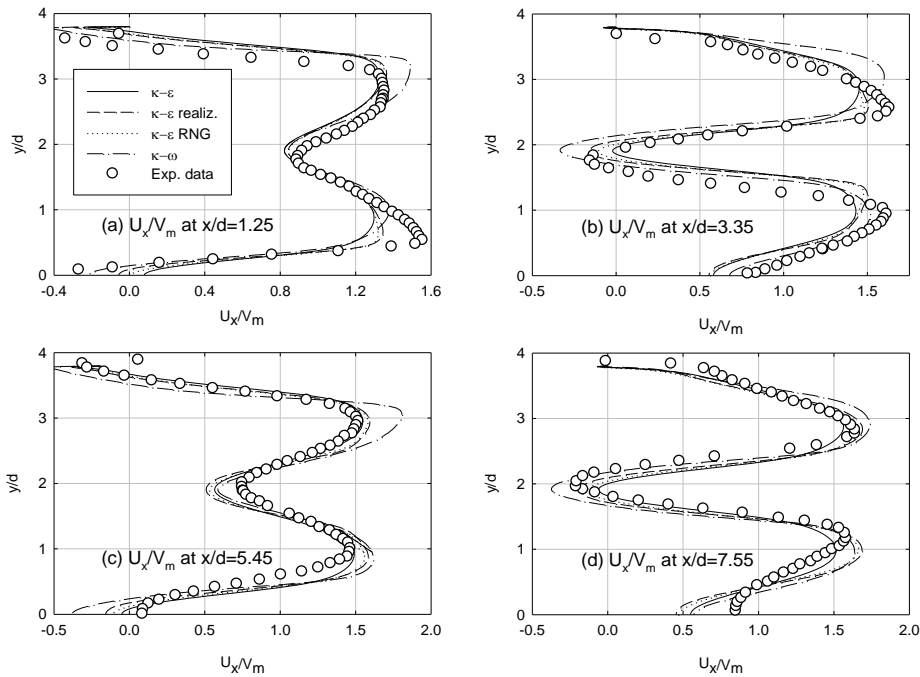 4
3
2
1
0
y/d
κ−ε
κ−ε realiz.
κ−ε RNG
κ−ω
Exp. data
(a) Ux/Vm at x/d=1.25
-0.4 0.0 0.4 0.8 1.2 1.6
Ux/Vm
4
3
2
1
0
y/d
(b) Ux/Vm at x/d=3.35
-0.5 0.0 0.5 1.0 1.5
Ux/Vm
4
3
2
1
0
y/d
(c) Ux/Vm at x/d=5.45
-0.5 0.0 0.5 1.0 1.5 2.0
Ux/Vm
4
3
2
1
0
y/d
(d) Ux/Vm at x/d=7.55
-0.5 0.0 0.5 1.0 1.5 2.0
Ux/Vm